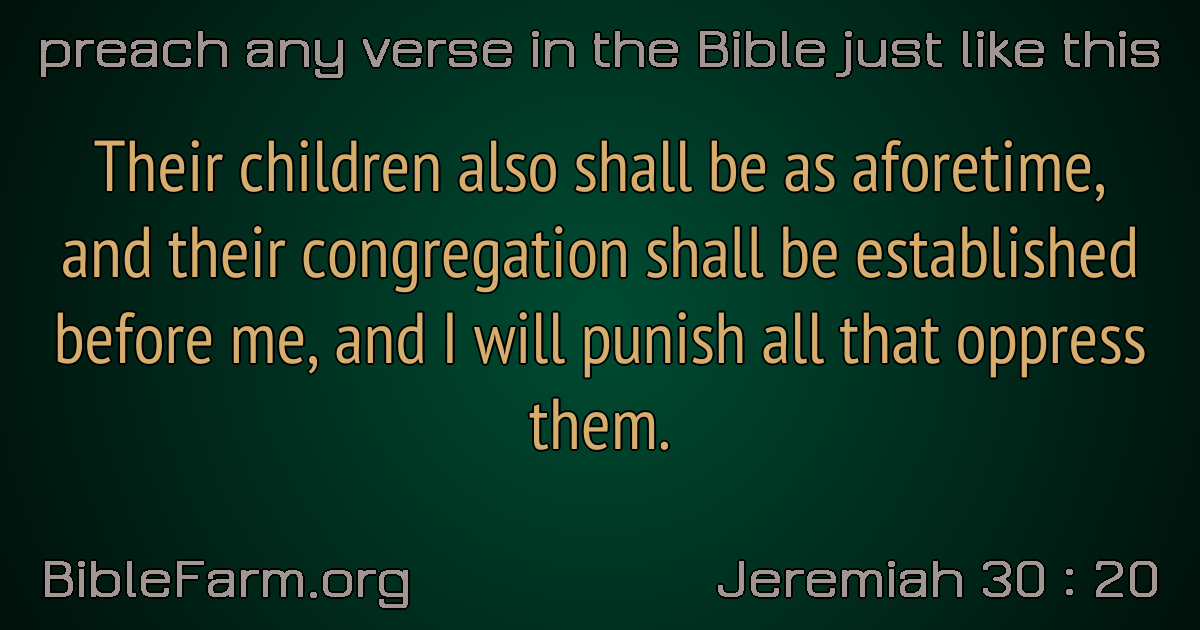 preach any verse in the Bible just like this
Their children also shall be as aforetime,
and their congregation shall be established
before me, and I will punish all that oppress
them.
BibleFarm.org
Jeremiah 30 : 20